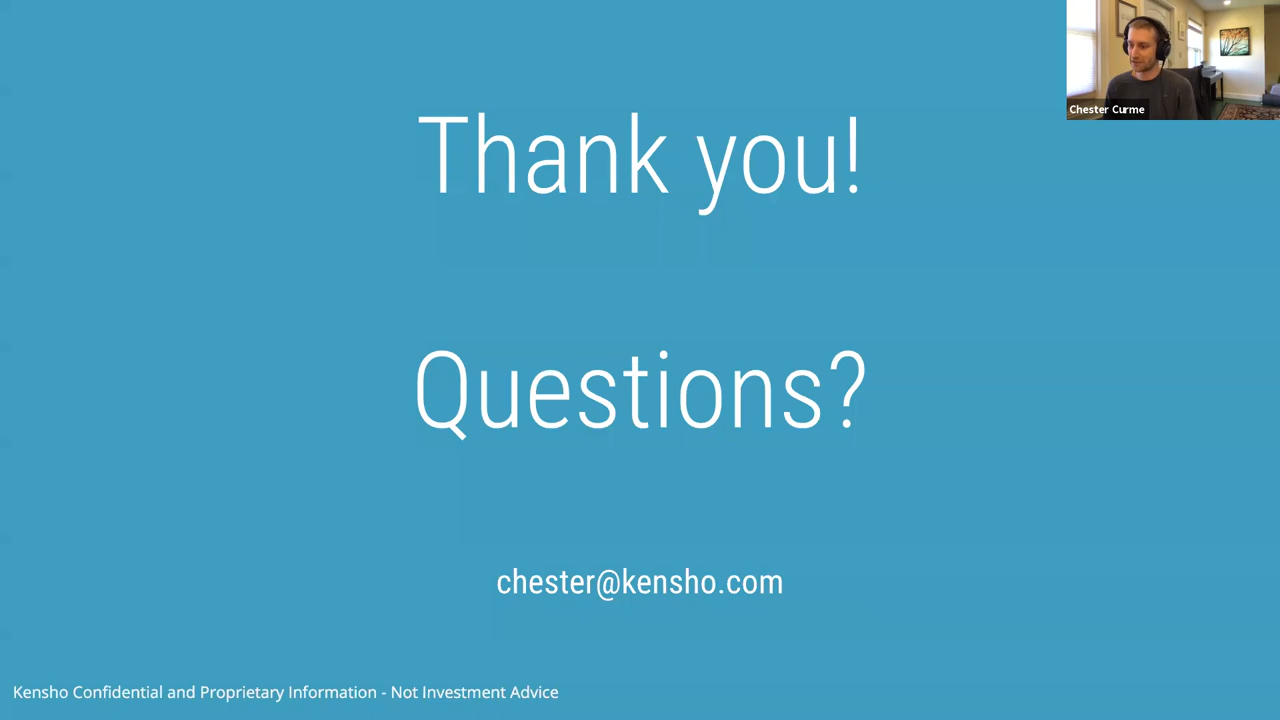 Thank you!
Chester Curme
Questions?
chester@kensho.com
Kensho Confidential and Proprietary Information - Not Investment Advice